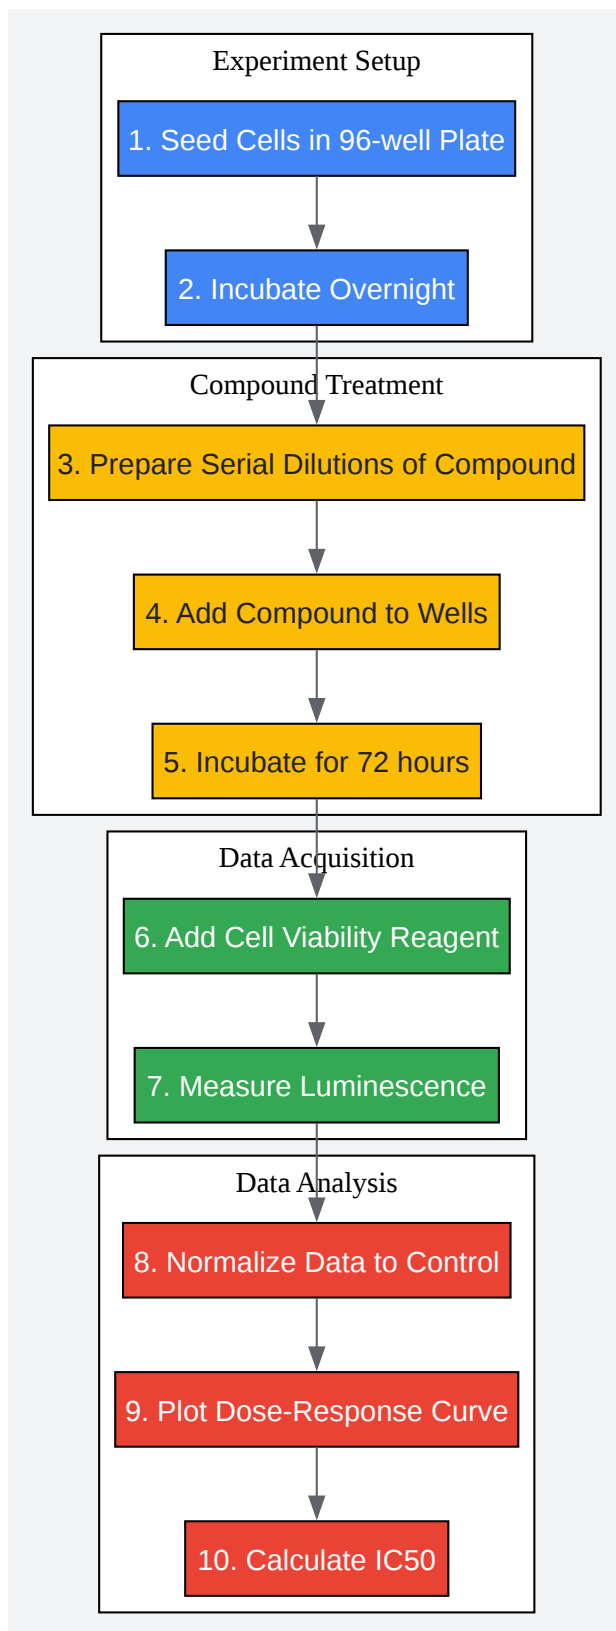 Experiment Setup
1. Seed Cells in 96-well Plate
2. Incubate Overnight
Compound Treatment
3. Prepare Serial Dilutions of Compound
4. Add Compound to Wells
5. Incubate for 72 hours
Data Acquisition
6. Add Cell Viability Reagent
7. Measure Luminescence
Data Analysis
8. Normalize Data to Control
9. Plot Dose-Response Curve
10. Calculate IC50